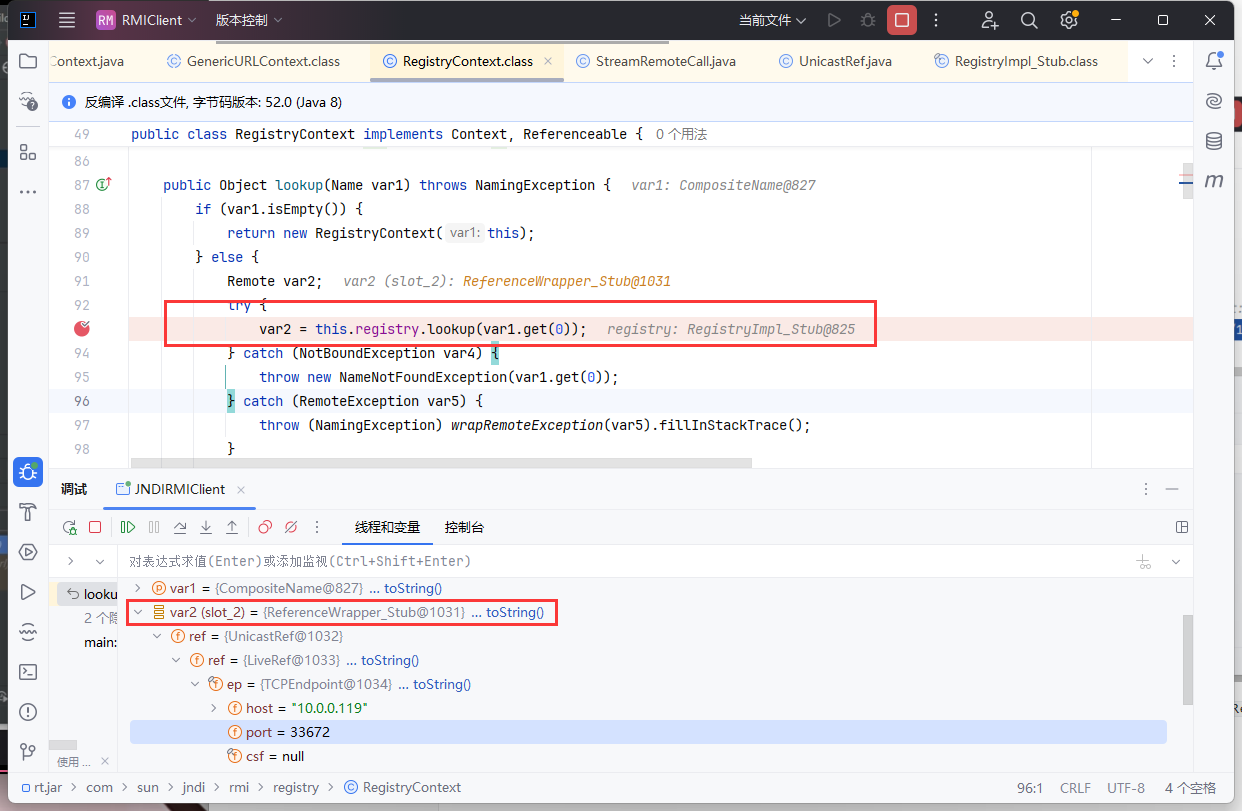 RM RMIClient 版本控制 当前文件
ontext.java GenericURLContext.class RegistryContext.class StreamRemoteCall.java UnicastRef.java RegistryImpl_Stub.class
反编译 .class文件, 字节码版本: 52.0 (Java 8)
49 public class RegistryContext implements Context, Referenceable { 0 个用法
86
87 public Object lookup(Name var1) throws NamingException { var1: CompositeName@827
88 if (var1.isEmpty()) {
89 return new RegistryContext( var1: this);
90 } else {
91 Remote var2; var2 (slot_2): ReferenceWrapper_Stub@1031
92 try {
var2 = this.registry.lookup(var1.get(0)); registry: RegistryImpl_Stub@825
94 } catch (NotBoundException var4) {
95 throw new NameNotFoundException(var1.get(0));
96 } catch (RemoteException var5) {
97 throw (NamingException) wrapRemoteException(var5).fillInStackTrace();
98 }
调试 JNDIRMIClient
线程和变量 控制台
对表达式求值(Enter)或添加监视(Ctrl+Shift+Enter)
looku
2 个隐
main:
使用 ...
var1 = {CompositeName@827} ... toString()
var2 (slot_2) = {ReferenceWrapper_Stub@1031} ... toString()
ref = {UnicastRef@1032}
ref = {LiveRef@1033} ... toString()
ep = {TCPEndpoint@1034} ... toString()
host = "10.0.0.119"
port = 33672
csf = null
rt.jar > com > sun > jndi > rmi > registry > RegistryContext 96:1 CRLF UTF-8 4 个空格